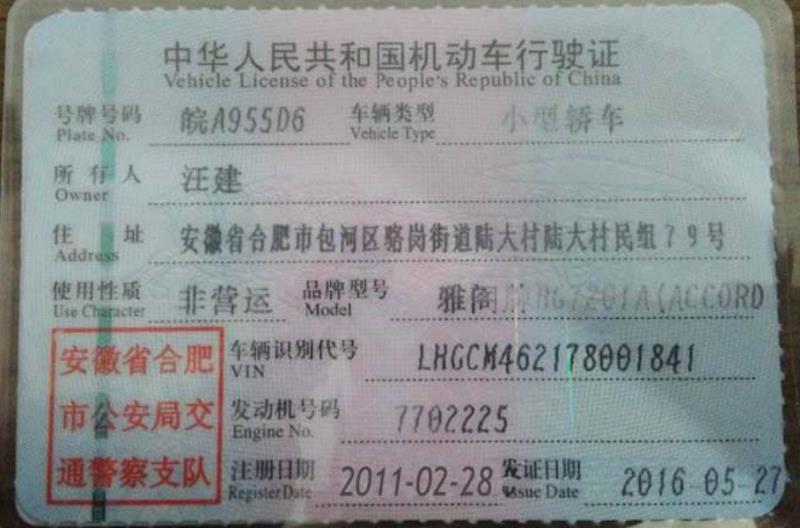 中华人民共和国机动车行驶证
Vehicle License of the People's Republic of China
号牌号码 皖A955D6 车辆类型 小型轿车
Plate No. Vehicle Type
所有人 汪建
Owner
住址 安徽省合肥市包河区骆岗街道陆大村陆大村民组79号
Address
使用性质 非营运 品牌型号 雅阁牌HG7201A(ACCORD
Use Character Model
安徽省合肥 车辆识别代号 LHGCM462178001841
VIN
市公安局交 发动机号码 7702225
Engine No.
通警察支队 注册日期 2011-02-28 发证日期 2016-05-27
Register Date Issue Date